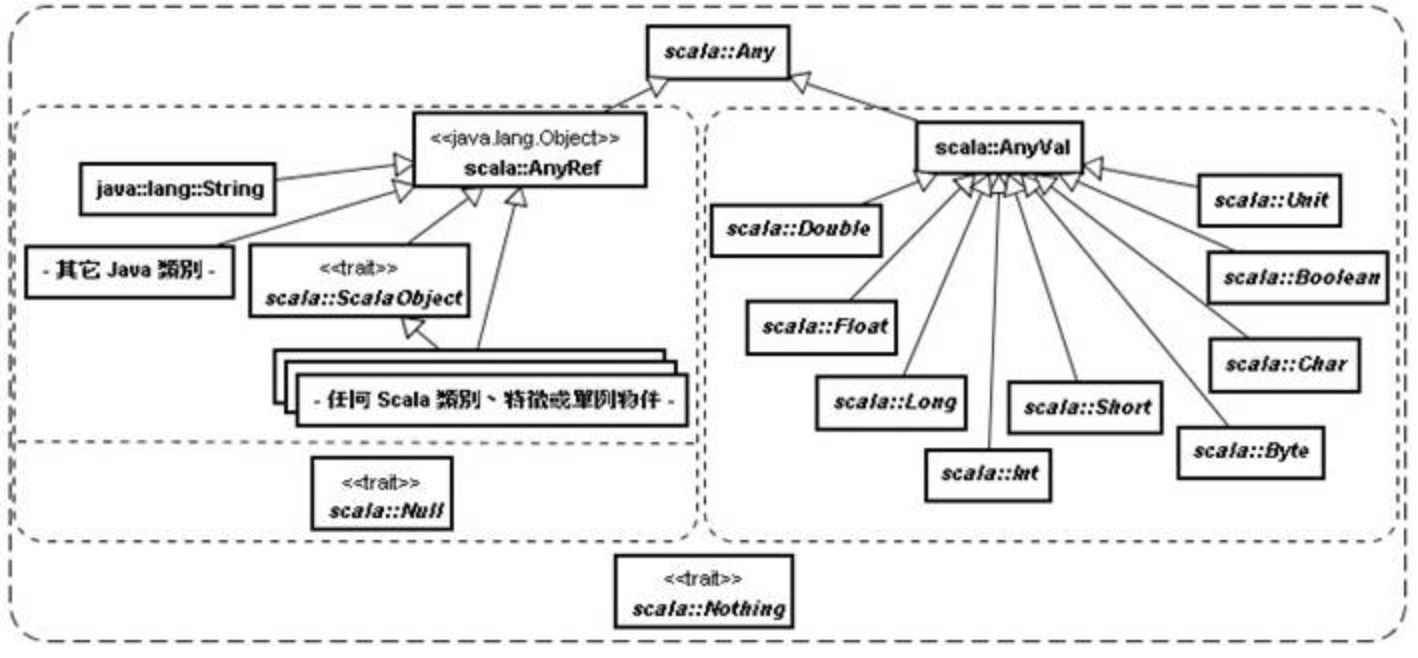 scala::Any
<<java.lang.Object>>
scala::AnyRef
java::lang::String
- 其它 Java 類別 -
<<trait>>
scala::ScalaObject
- 任何 Scala 類別、特徵或單例物件 -
<<trait>>
scala::Null
scala::AnyVal
scala::Double
scala::Unit
scala::Boolean
scala::Float
scala::Char
scala::Long
scala::Short
scala::Byte
scala::Int
<<trait>>
scala::Nothing